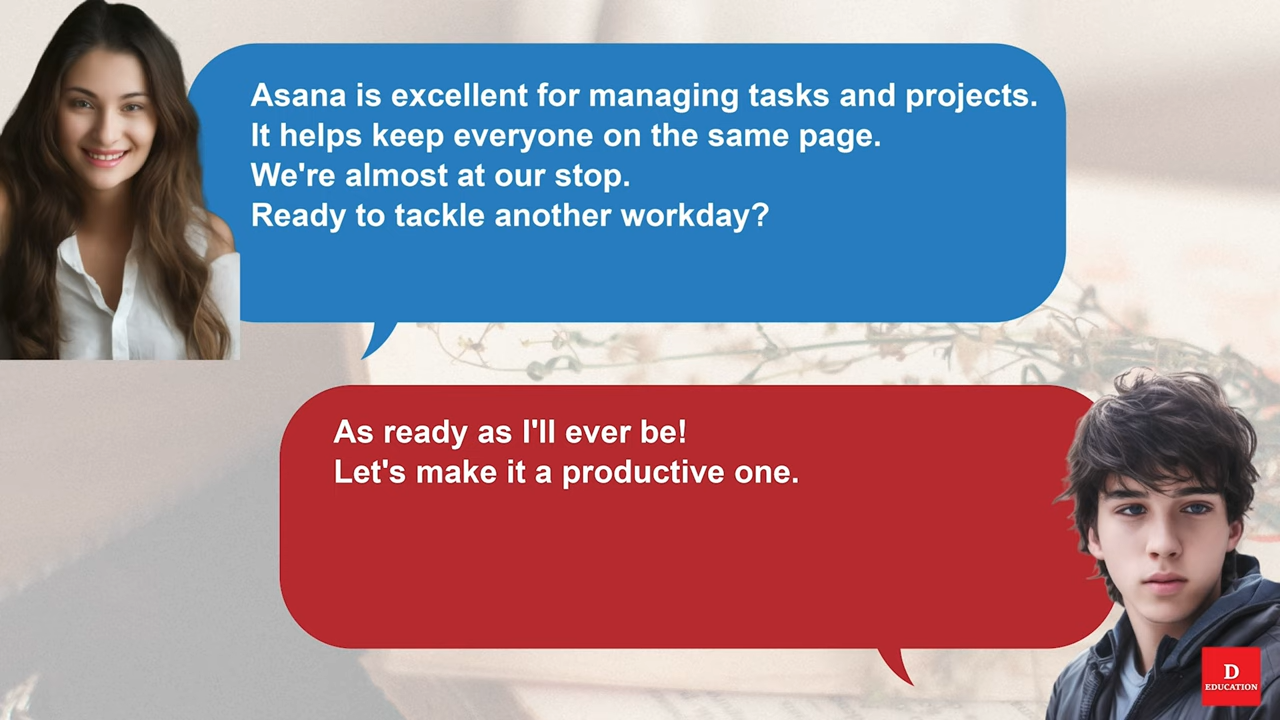 Asana is excellent for managing tasks and projects.
It helps keep everyone on the same page.
We're almost at our stop.
Ready to tackle another workday?
As ready as I'll ever be!
Let's make it a productive one.
D
EDUCATION